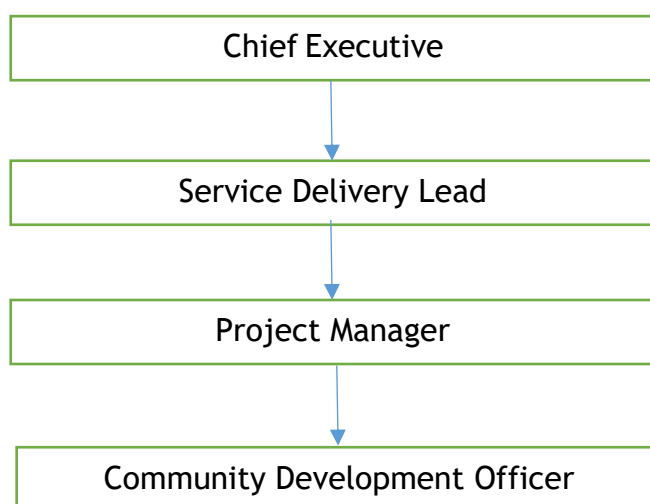 Chief Executive
Service Delivery Lead
Project Manager
Community Development Officer